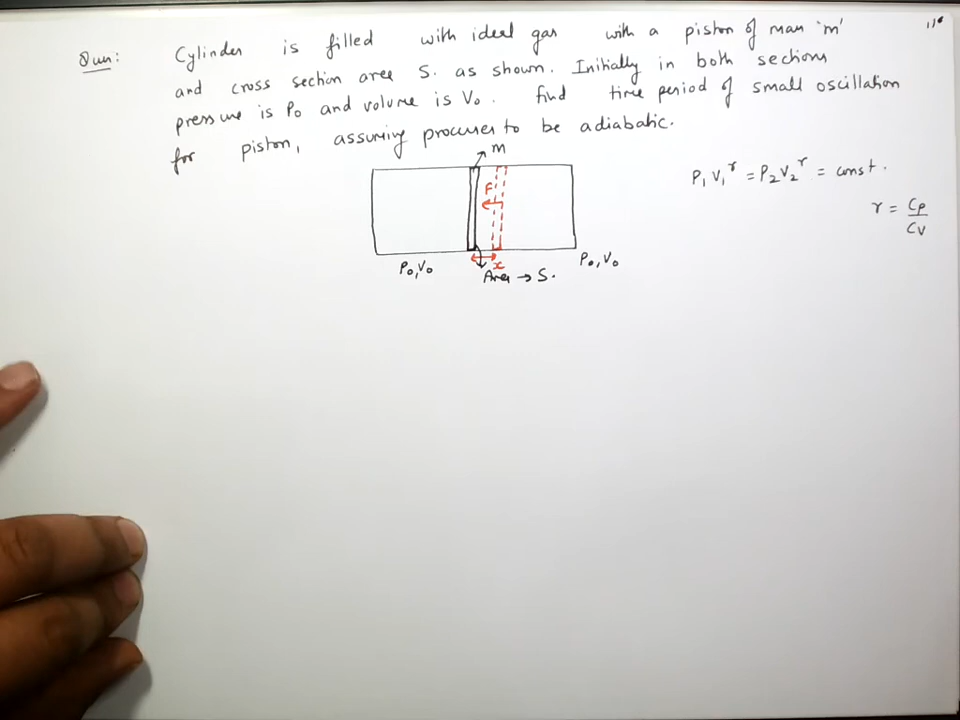 Qun: Cylinder is filled with ideal gas with a piston of mass 'm'
and cross section area S. as shown. Initially in both sections
pressure is P₀ and volume is V₀. find time period of small oscillation
for piston, assuming processes to be adiabatic.
m
P₁V₁^r = P₂V₂^r = const.
r = Cp/Cv
F
x
P₀,V₀
P₀,V₀
Area → S.